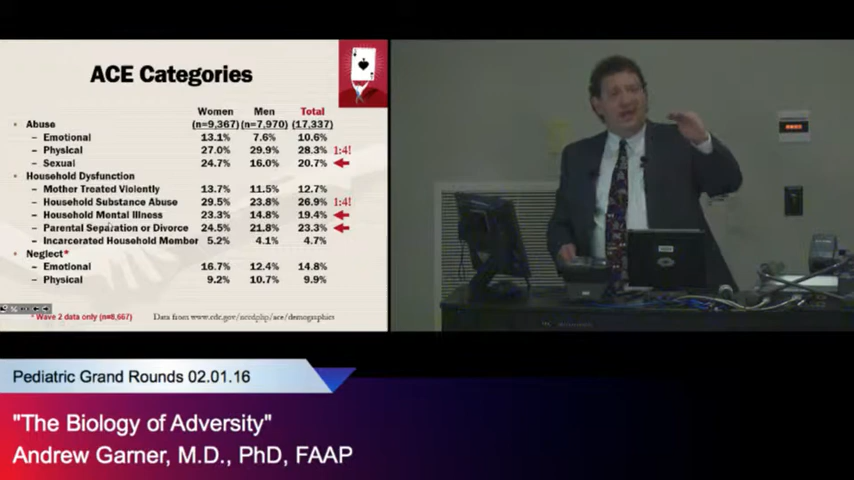 ACE Categories
Women Men Total
(n=9,367) (n=7,970) (17,337)
▪ Abuse
– Emotional 13.1% 7.6% 10.6%
– Physical 27.0% 29.9% 28.3% 1:4!
– Sexual 24.7% 16.0% 20.7%
▪ Household Dysfunction
– Mother Treated Violently 13.7% 11.5% 12.7%
– Household Substance Abuse 29.5% 23.8% 26.9% 1:4!
– Household Mental Illness 23.3% 14.8% 19.4%
– Parental Separation or Divorce 24.5% 21.8% 23.3%
– Incarcerated Household Member 5.2% 4.1% 4.7%
▪ Neglect*
– Emotional 16.7% 12.4% 14.8%
– Physical 9.2% 10.7% 9.9%
* Wave 2 data only (n=8,667) Data from www.cdc.gov/nccdphp/ace/demographics
Pediatric Grand Rounds 02.01.16
"The Biology of Adversity"
Andrew Garner, M.D., PhD, FAAP